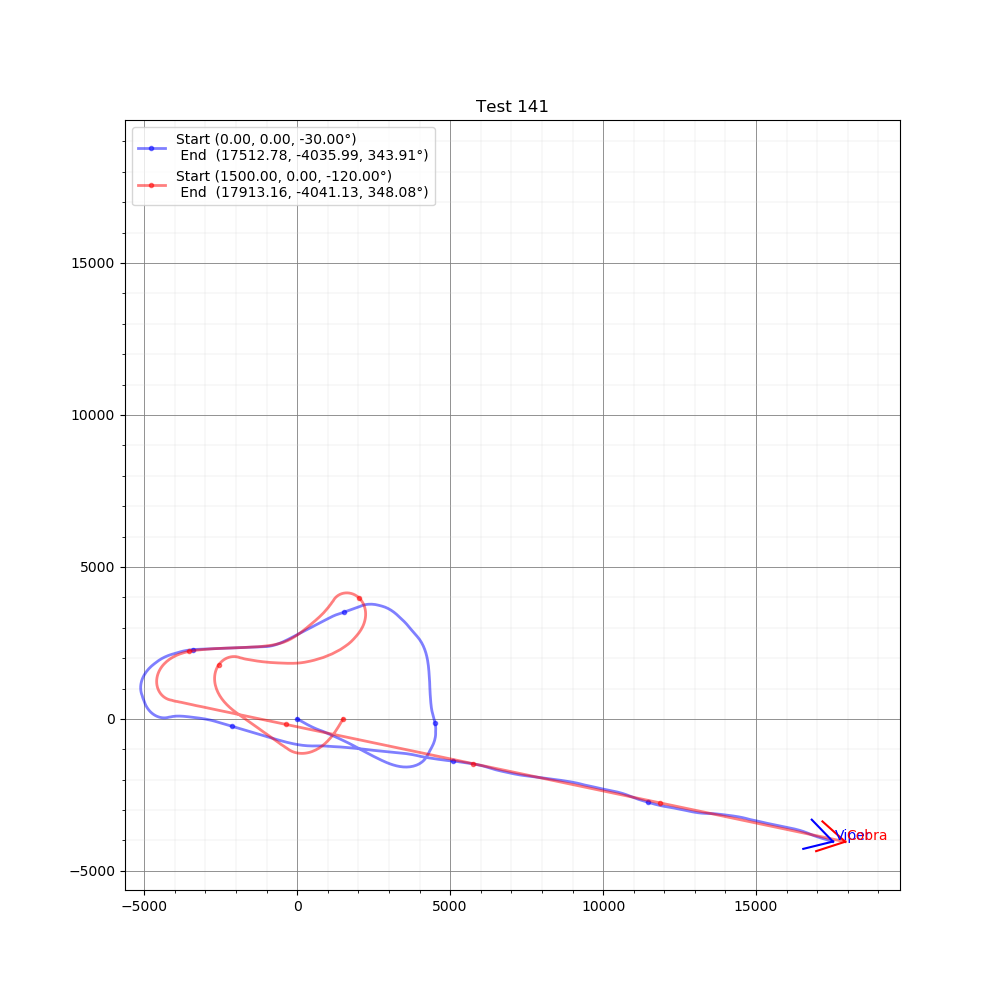 Test 141
Start (0.00, 0.00, -30.00°)
End (17512.78, -4035.99, 343.91°)
Start (1500.00, 0.00, -120.00°)
End (17913.16, -4041.13, 348.08°)
15000
10000
5000
0
−5000
Viper
Cobra
−5000
0
5000
10000
15000